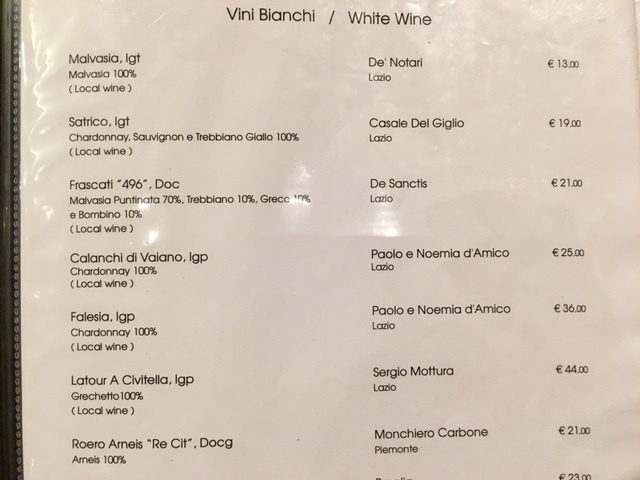 Vini Bianchi / White Wine
Malvasia, Igt De' Notari € 13,00
Malvasia 100% Lazio
( Local wine )
Satrico, Igt Casale Del Giglio € 19,00
Chardonnay, Sauvignon e Trebbiano Giallo 100% Lazio
( Local wine )
Frascati "496", Doc De Sanctis € 21,00
Malvasia Puntinata 70%, Trebbiano 10%, Greco 10% Lazio
e Bombino 10%
( Local wine )
Calanchi di Vaiano, Igp Paolo e Noemia d'Amico € 25,00
Chardonnay 100% Lazio
( Local wine )
Falesia, Igp Paolo e Noemia d'Amico € 36,00
Chardonnay 100% Lazio
( Local wine )
Latour A Civitella, Igp Sergio Mottura € 44,00
Grechetto100% Lazio
( Local wine )
Roero Arneis "Re Cit", Docg Monchiero Carbone € 21,00
Arneis 100% Piemonte
€ 23,00